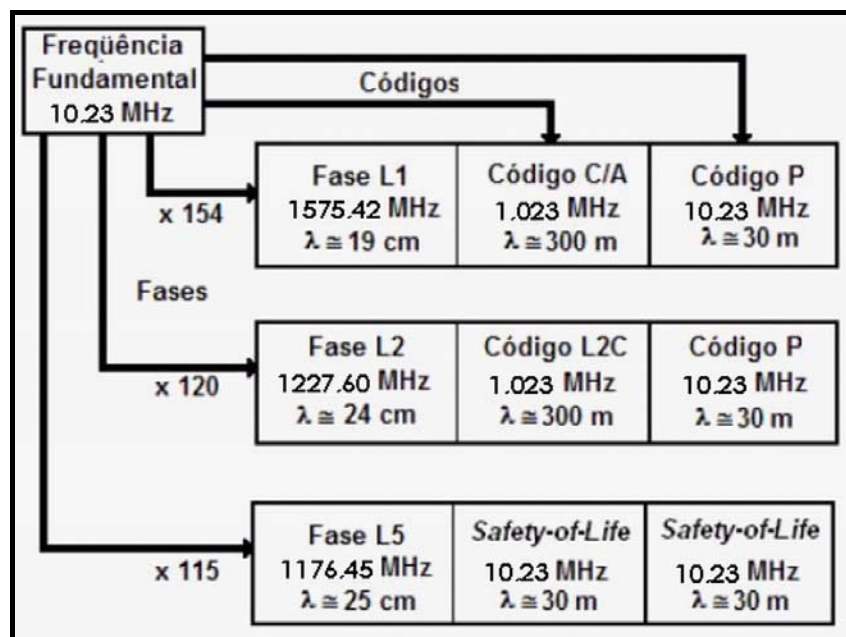 Freqüência
Fundamental
10.23 MHz
Códigos
x 154
Fase L1
1575.42 MHz
λ ≅ 19 cm
Código C/A
1.023 MHz
λ ≅ 300 m
Código P
10.23 MHz
λ ≅ 30 m
Fases
x 120
Fase L2
1227.60 MHz
λ ≅ 24 cm
Código L2C
1.023 MHz
λ ≅ 300 m
Código P
10.23 MHz
λ ≅ 30 m
x 115
Fase L5
1176.45 MHz
λ ≅ 25 cm
Safety-of-Life
10.23 MHz
λ ≅ 30 m
Safety-of-Life
10.23 MHz
λ ≅ 30 m